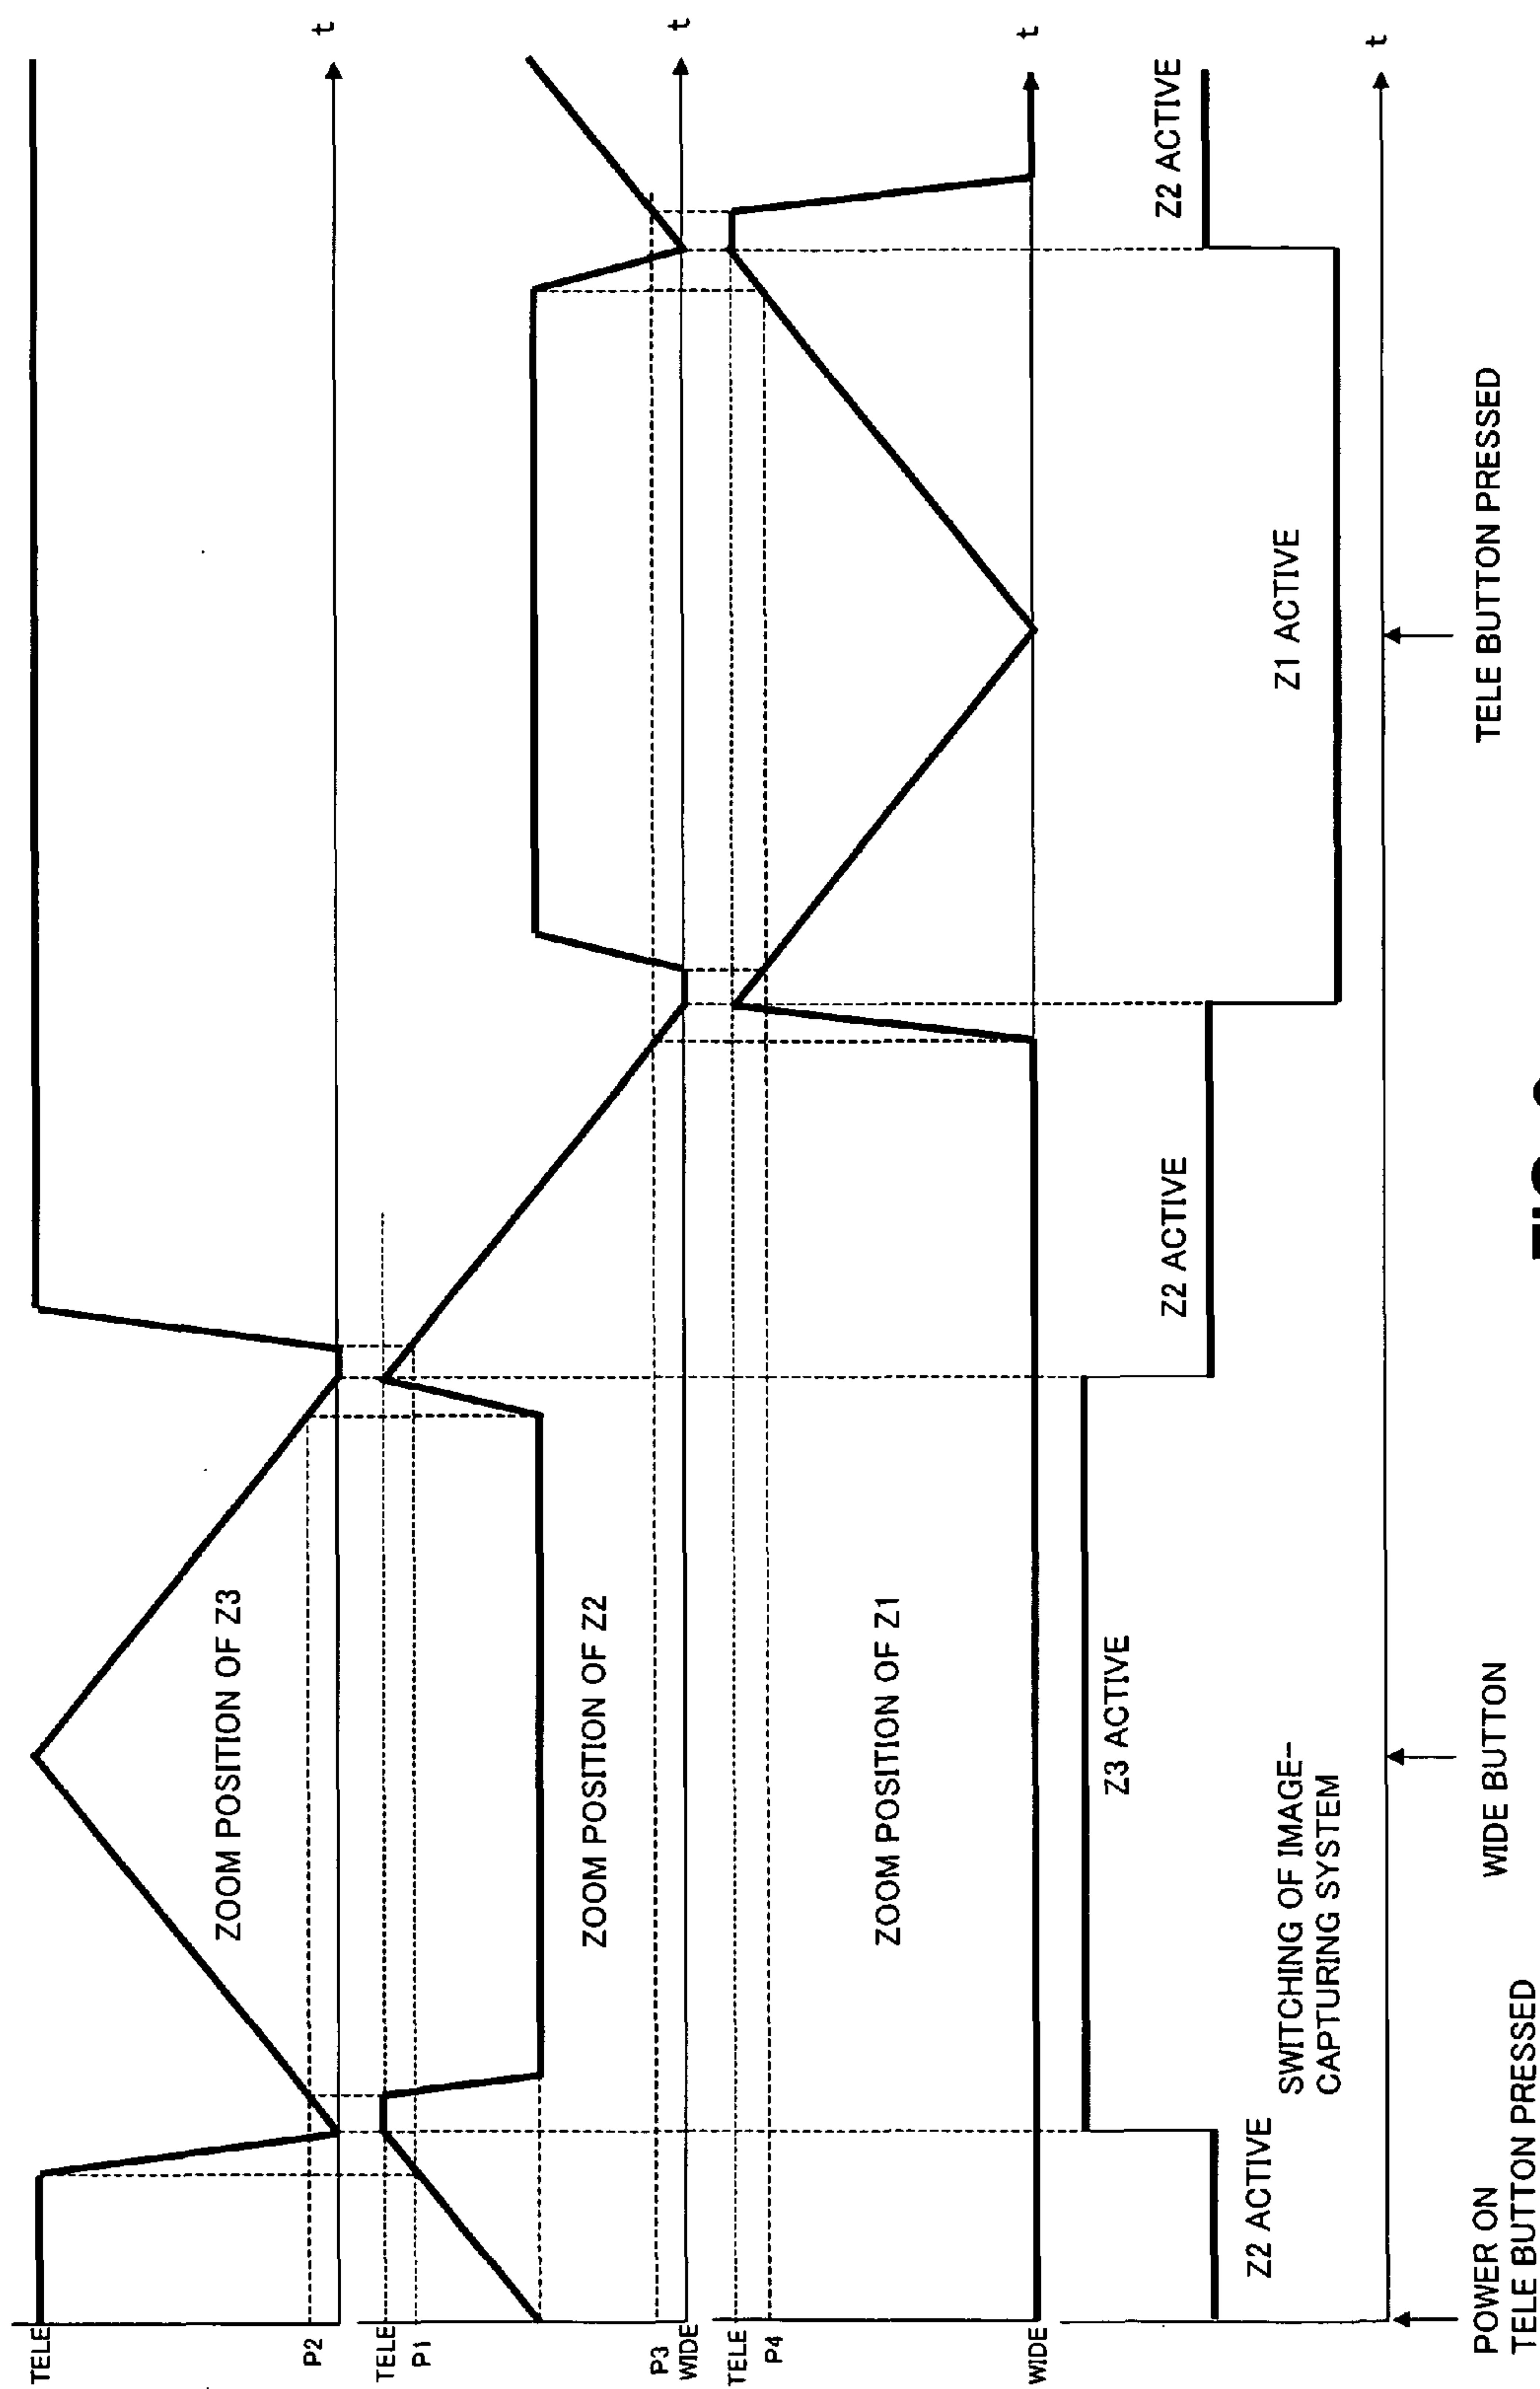 TELE
P2
ZOOM POSITION OF Z3
t
TELE
P1
ZOOM POSITION OF Z2
P3
WIDE
t
TELE
P4
ZOOM POSITION OF Z1
WIDE
t
Z2 ACTIVE
Z3 ACTIVE
Z2 ACTIVE
Z1 ACTIVE
Z2 ACTIVE
SWITCHING OF IMAGE-
CAPTURING SYSTEM
t
POWER ON
TELE BUTTON PRESSED
WIDE BUTTON
TELE BUTTON PRESSED